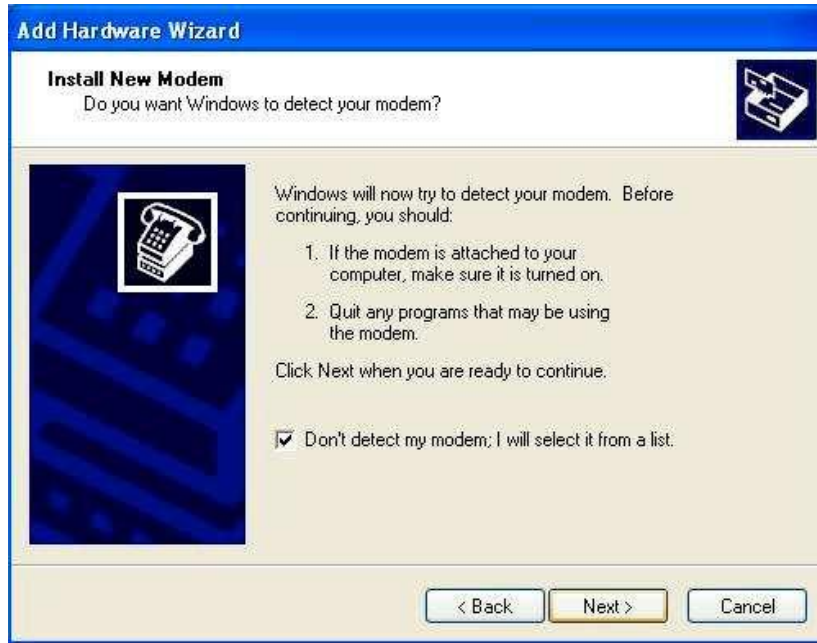 Add Hardware Wizard
Install New Modem
Do you want Windows to detect your modem?
Windows will now try to detect your modem. Before
continuing, you should:
1. If the modem is attached to your
computer, make sure it is turned on.
2. Quit any programs that may be using
the modem.
Click Next when you are ready to continue.
Don't detect my modem; I will select it from a list.
< Back Next > Cancel